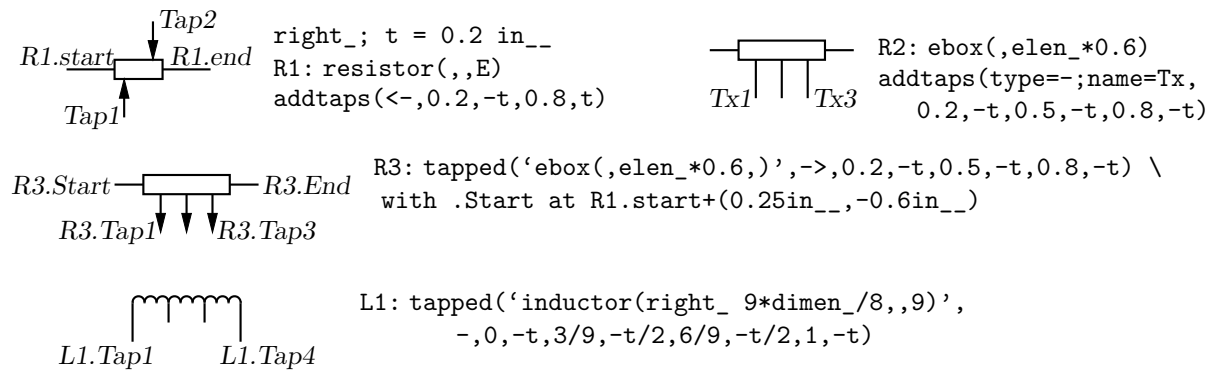 Tap2
R1.start
R1.end
Tap1
right_; t = 0.2 in__
R1: resistor(,,E)
addtaps(<-,0.2,-t,0.8,t)
Tx1
Tx3
R2: ebox(,elen_*0.6)
addtaps(type=-;name=Tx,
0.2,-t,0.5,-t,0.8,-t)
R3.Start
R3.End
R3.Tap1
R3.Tap3
R3: tapped(‘ebox(,elen_*0.6,)’,->,0.2,-t,0.5,-t,0.8,-t) \
with .Start at R1.start+(0.25in__,-0.6in__)
L1.Tap1
L1.Tap4
L1: tapped(‘inductor(right_ 9*dimen_/8,,9)’,
-,0,-t,3/9,-t/2,6/9,-t/2,1,-t)